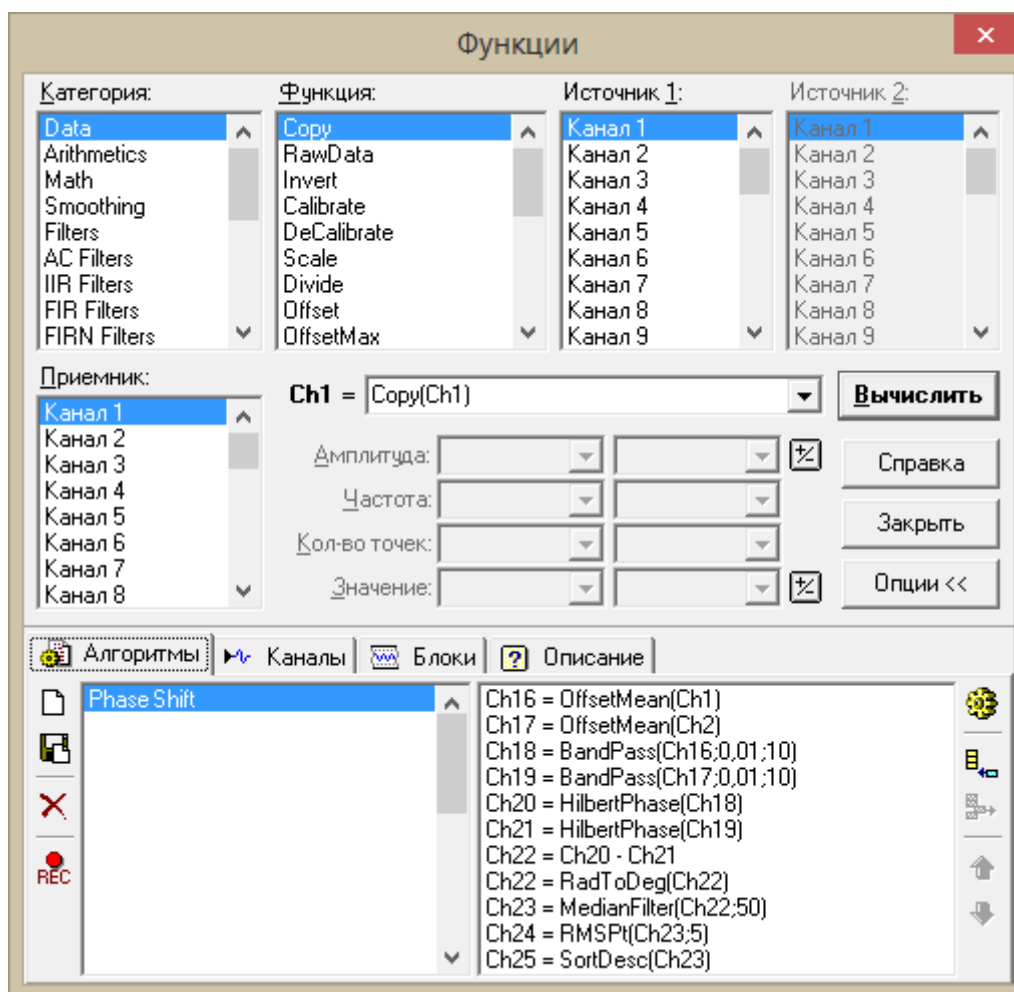 Функции
Категория:
Data
Arithmetics
Math
Smoothing
Filters
AC Filters
IIR Filters
FIR Filters
FIRN Filters
Функция:
Copy
RawData
Invert
Calibrate
DeCalibrate
Scale
Divide
Offset
OffsetMax
Источник 1:
Канал 1
Канал 2
Канал 3
Канал 4
Канал 5
Канал 6
Канал 7
Канал 8
Канал 9
Источник 2:
Канал 1
Канал 2
Канал 3
Канал 4
Канал 5
Канал 6
Канал 7
Канал 8
Канал 9
Приемник:
Канал 1
Канал 2
Канал 3
Канал 4
Канал 5
Канал 6
Канал 7
Канал 8
Ch1 = Copy(Ch1)
Амплитуда:
Частота:
Кол-во точек:
Значение:
Вычислить
Справка
Закрыть
Опции <<
Алгоритмы
Каналы
Блоки
Описание
REC
Phase Shift
Ch16 = OffsetMean(Ch1)
Ch17 = OffsetMean(Ch2)
Ch18 = BandPass(Ch16;0,01;10)
Ch19 = BandPass(Ch17;0,01;10)
Ch20 = HilbertPhase(Ch18)
Ch21 = HilbertPhase(Ch19)
Ch22 = Ch20 - Ch21
Ch22 = RadToDeg(Ch22)
Ch23 = MedianFilter(Ch22;50)
Ch24 = RMSPt(Ch23;5)
Ch25 = SortDesc(Ch23)